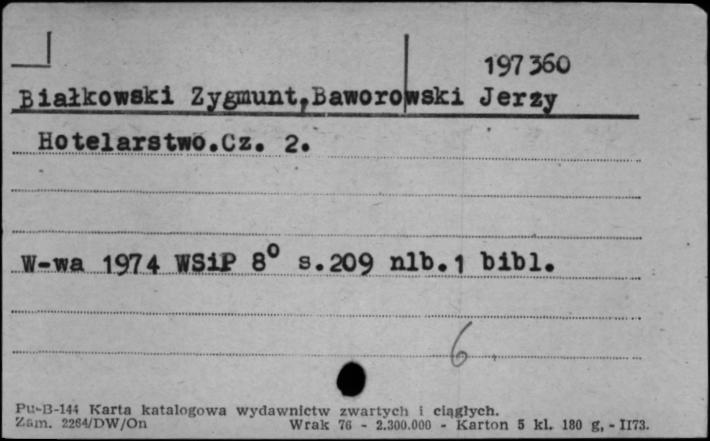 197360
Białkowski Zygmunt,Baworowski Jerzy
Hotelarstwo.Cz. 2.
W-wa 1974 WSiP 8° s.209 nlb.1 bibl.
6
Pu-B-144 Karta katalogowa wydawnictw zwartych i ciągłych.
Zam. 2264/DW/On Wrak 76 - 2.300.000 - Karton 5 kl. 180 g, - II73.